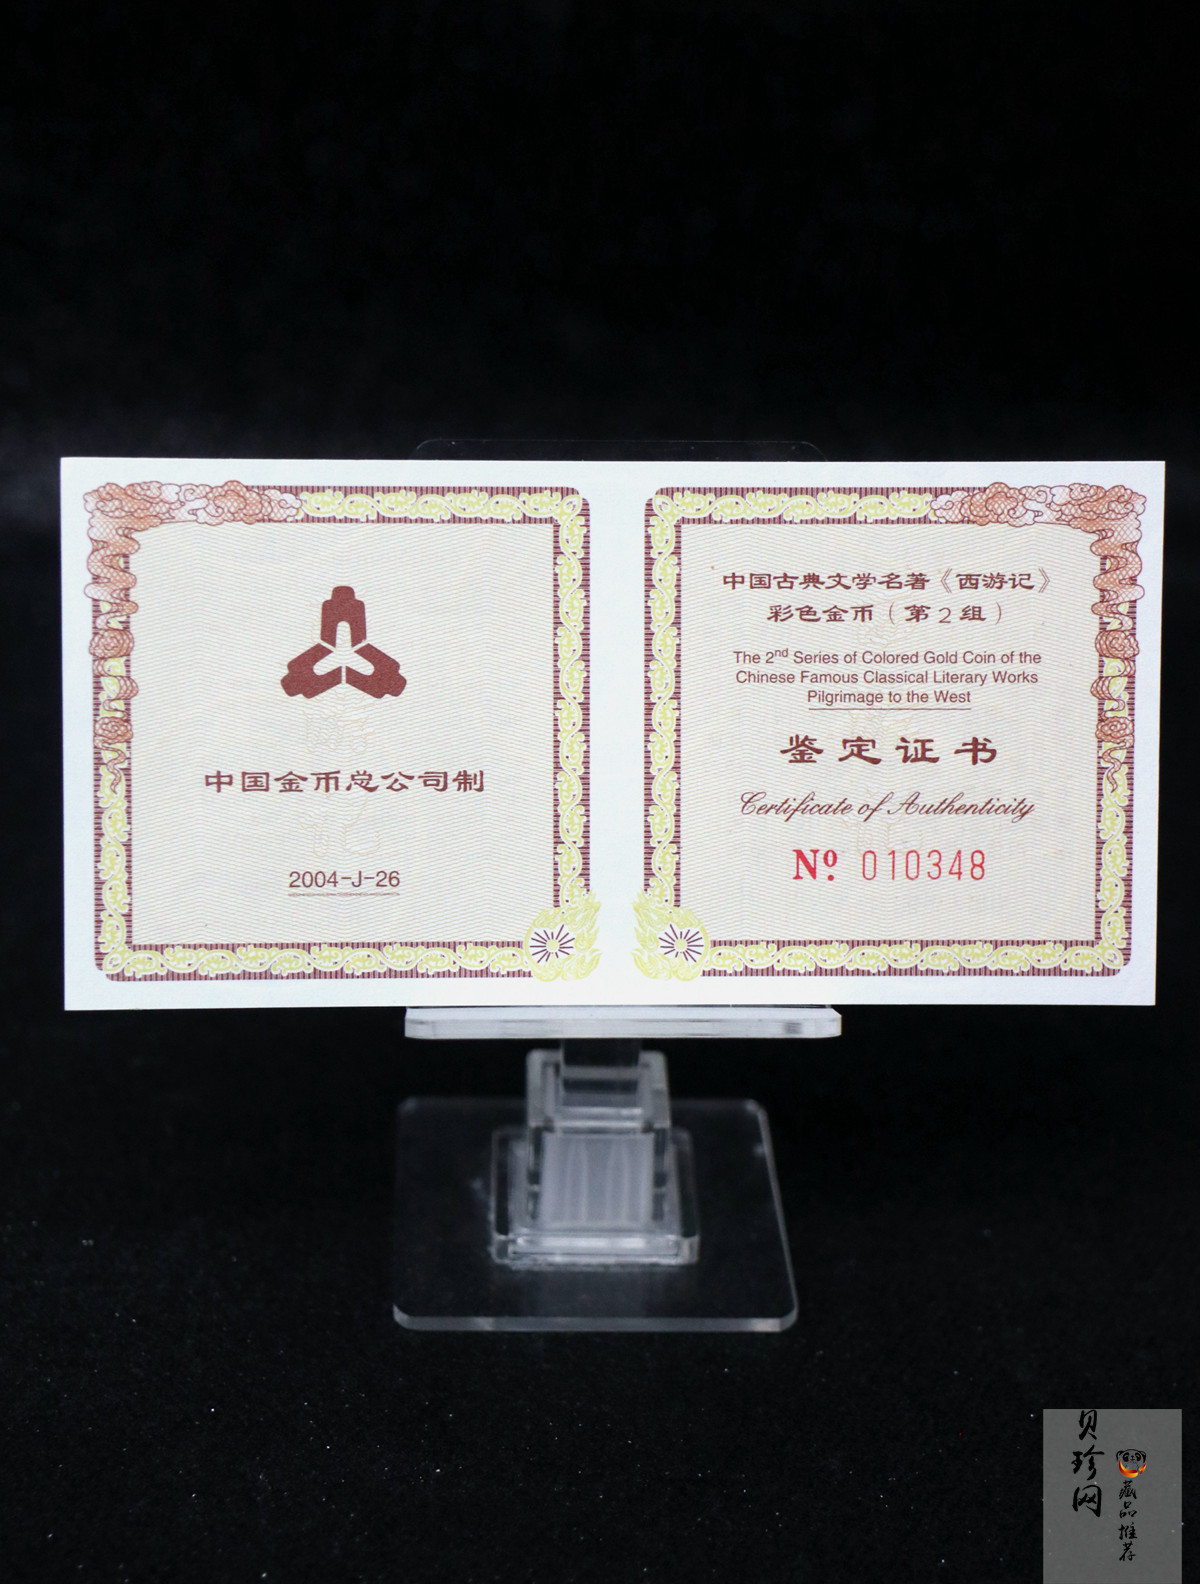 中国金币总公司制
2004-J-26
中国古典文学名著《西游记》
彩色金币（第2组）
The 2nd Series of Colored Gold Coin of the
Chinese Famous Classical Literary Works
Pilgrimage to the West
鉴定证书
Certificate of Authenticity
Nº. 010348
贝珍网
藏品推荐